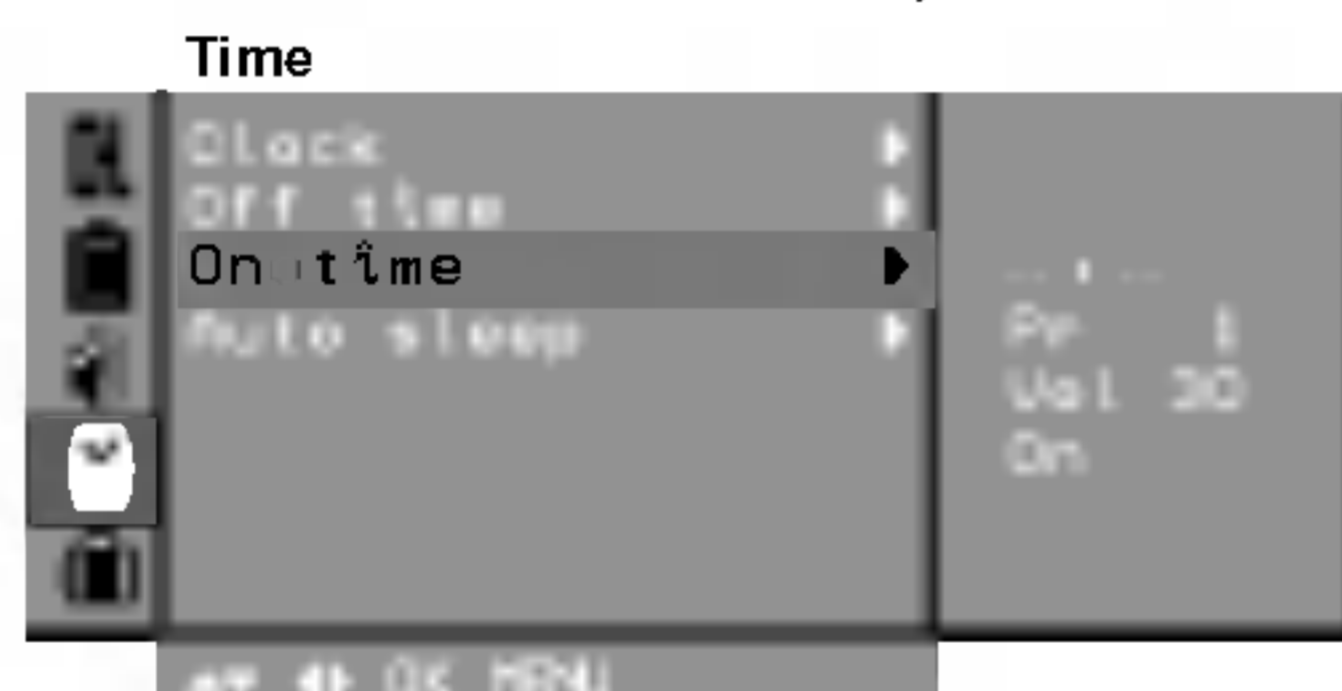 Time
Clock
Off time
On time
Auto sleep
-- : --
Pr 1
Vol 30
On
OK MENU